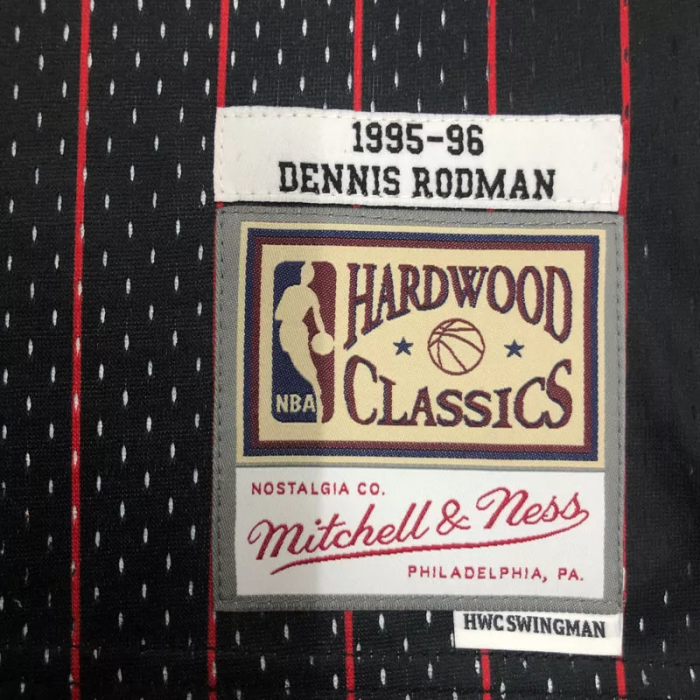 1995-96
DENNIS RODMAN
HARDWOOD
CLASSICS
NBA
NOSTALGIA CO.
Mitchell & Ness
PHILADELPHIA, PA.
HWC SWINGMAN